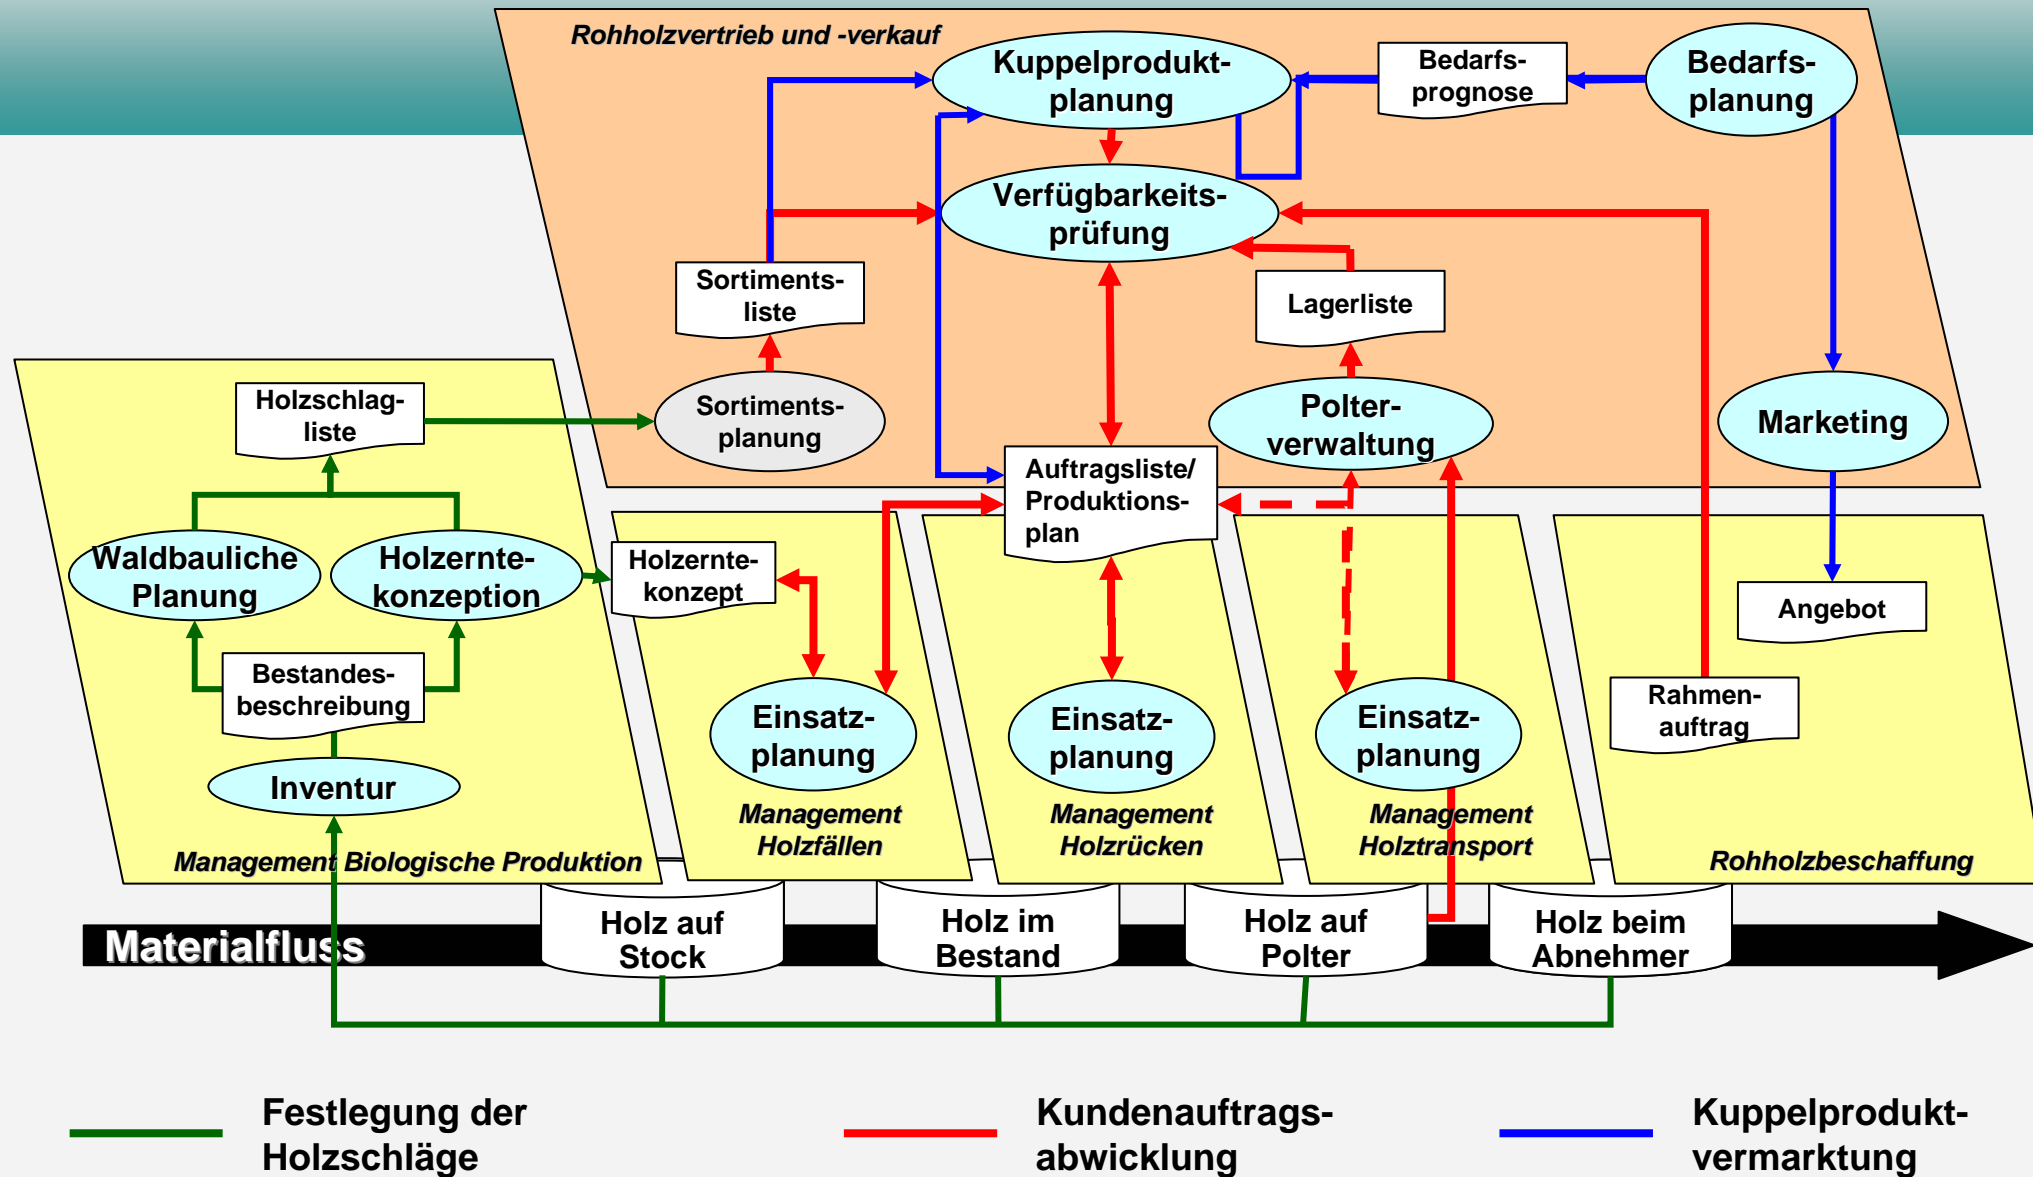 Rohholzvertrieb und -verkauf
Kuppelprodukt-
planung
Bedarfs-
prognose
Bedarfs-
planung
Verfügbarkeits-
prüfung
Sortiments-
liste
Lagerliste
Holzschlag-
liste
Sortiments-
planung
Polter-
verwaltung
Marketing
Auftragsliste/
Produktions-
plan
Waldbauliche
Planung
Holzernte-
konzeption
Holzernte-
konzept
Angebot
Bestandes-
beschreibung
Einsatz-
planung
Einsatz-
planung
Einsatz-
planung
Rahmen-
auftrag
Inventur
Management Biologische Produktion
Management
Holzfällen
Management
Holzrücken
Management
Holztransport
Rohholzbeschaffung
Materialfluss
Holz auf
Stock
Holz im
Bestand
Holz auf
Polter
Holz beim
Abnehmer
Festlegung der
Holzschläge
Kundenauftrags-
abwicklung
Kuppelprodukt-
vermarktung